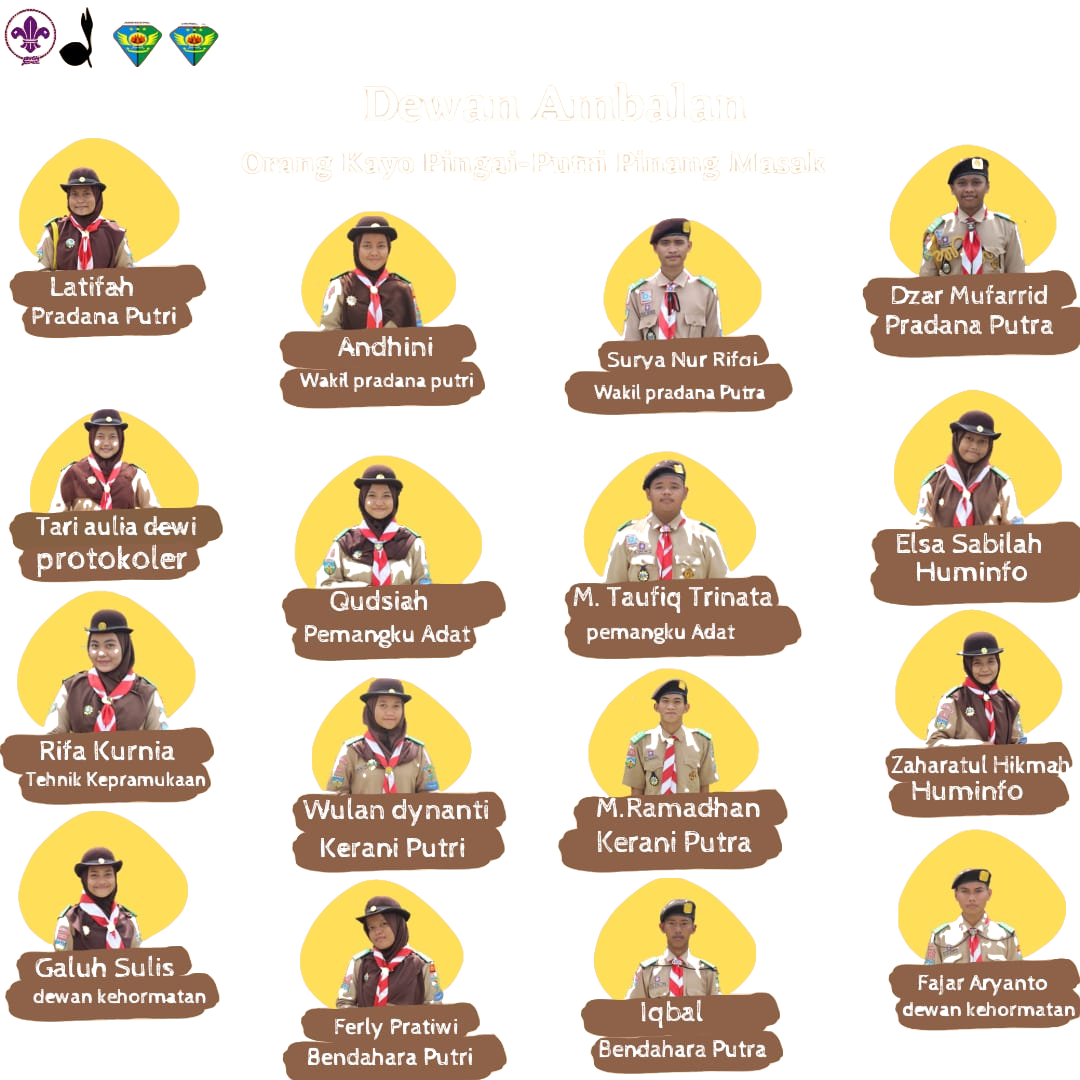 Dewan Ambalan
Orang Kayo Pingai-Putri Pinang Masak
Latifah
Pradana Putri
Andhini
Wakil pradana putri
Surya Nur Rifqi
Wakil pradana Putra
Dzar Mufarrid
Pradana Putra
Tari aulia dewi
protokoler
Qudsiah
Pemangku Adat
M. Taufiq Trinata
pemangku Adat
Elsa Sabilah
Huminfo
Rifa Kurnia
Tehnik Kepramukaan
Wulan dynanti
Kerani Putri
M.Ramadhan
Kerani Putra
Zaharatul Hikmah
Huminfo
Galuh Sulis
dewan kehormatan
Ferly Pratiwi
Bendahara Putri
Iqbal
Bendahara Putra
Fajar Aryanto
dewan kehormatan